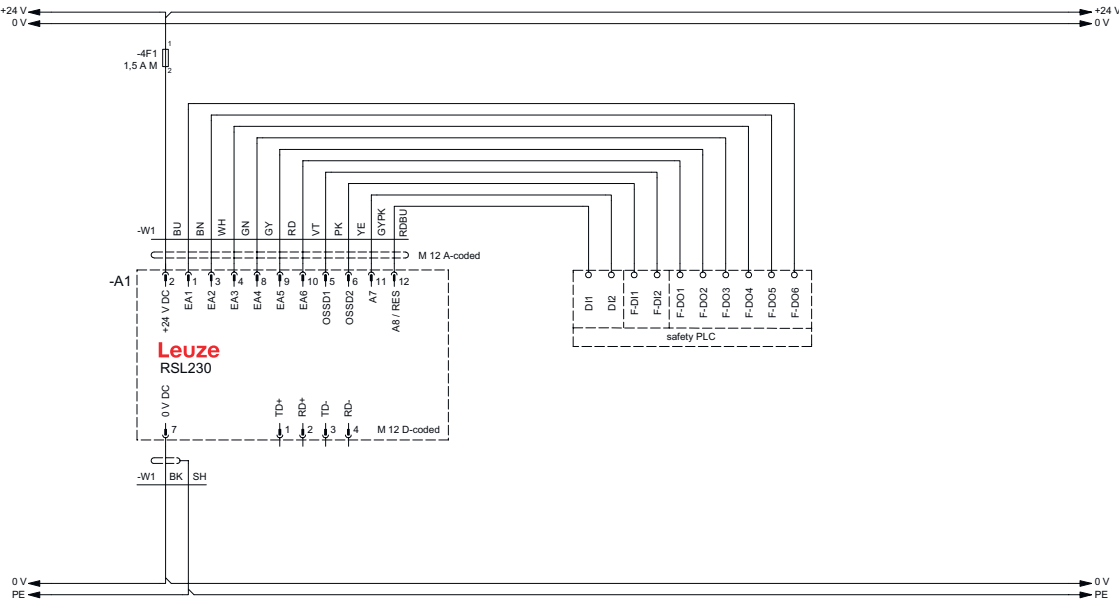 +24 V
+24 V
0 V
0 V
-4F1
1
1,5 A M
2
-W1
BU
BN
WH
GN
GY
RD
VT
PK
YE
GYPK
RDBU
M 12 A-coded
-A1
2
1
3
4
8
9
10
5
6
11
12
+24 V DC
EA1
EA2
EA3
EA4
EA5
EA6
OSSD1
OSSD2
A7
A8 / RES
DI1
DI2
F-DI1
F-DI2
F-DO1
F-DO2
F-DO3
F-DO4
F-DO5
F-DO6
safety PLC
Leuze
RSL230
0 V DC
TD+
RD+
TD-
RD-
7
1
2
3
4
M 12 D-coded
-W1
BK
SH
0 V
0 V
PE
PE